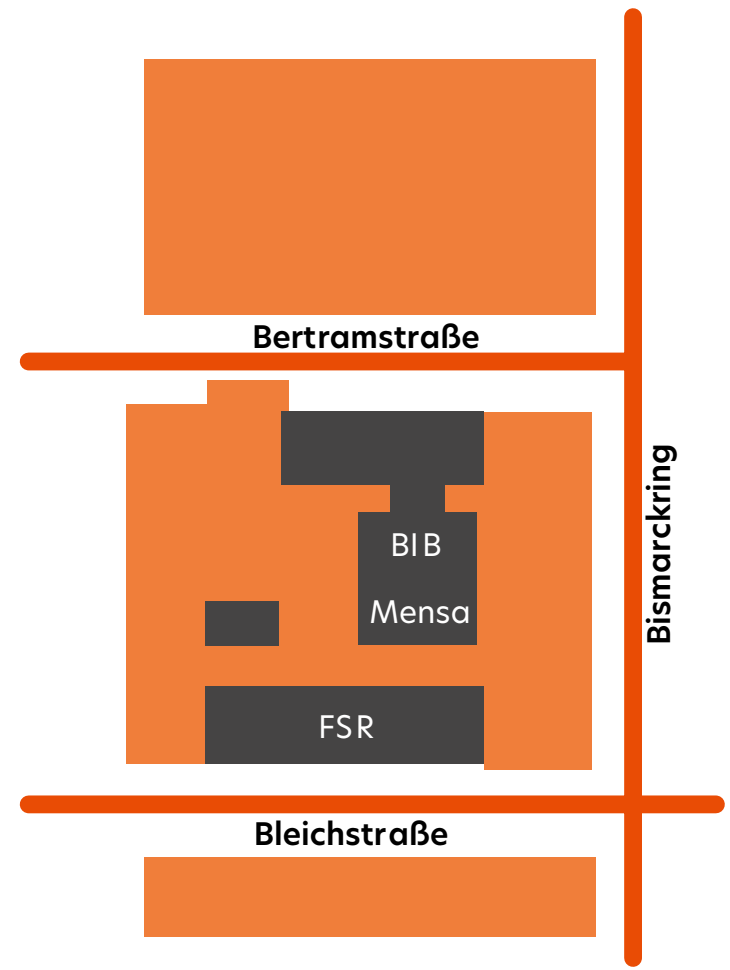 Bertramstraße
Bismarckring
BIB
Mensa
FSR
Bleichstraße